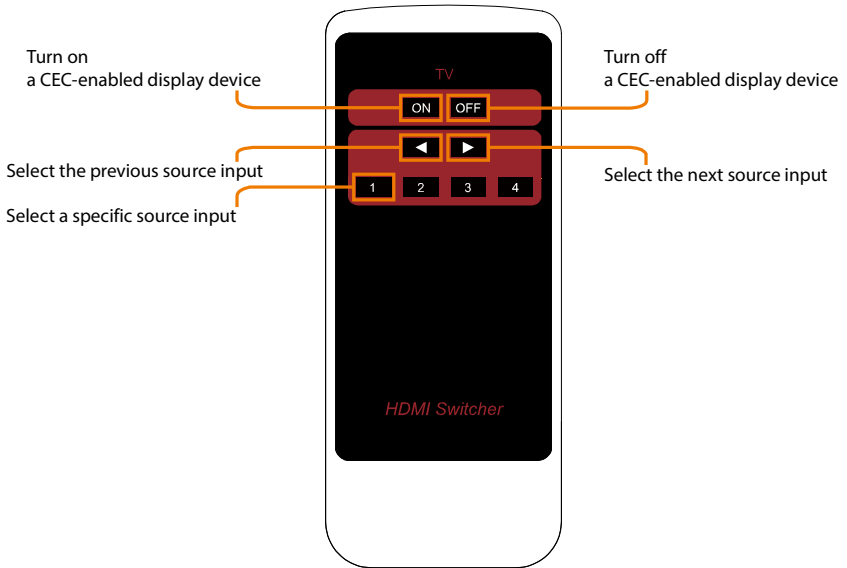 Turn on
a CEC-enabled display device
Turn off
a CEC-enabled display device
TV
ON OFF
Select the previous source input
Select the next source input
1 2 3 4
Select a specific source input
HDMI Switcher